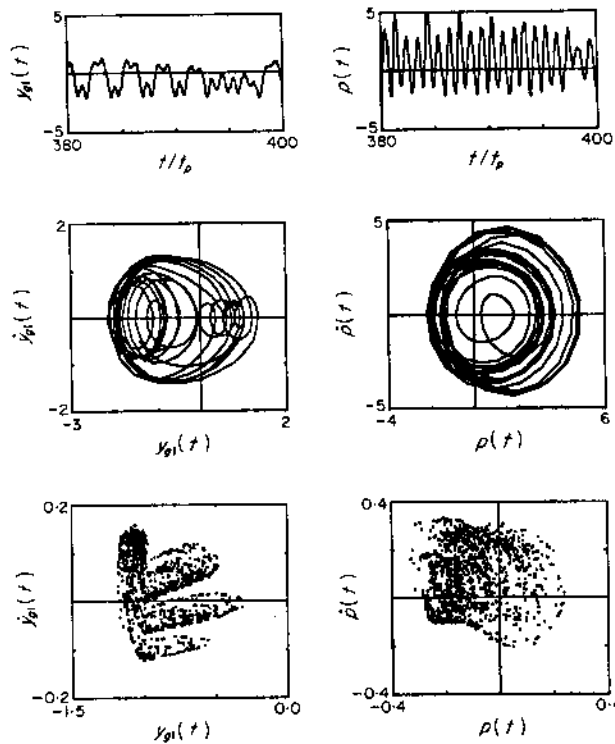 5
y_{g1}(t)
-5
380
400
t/t_p
5
p(t)
-5
380
400
t/t_p
2
ẏ_{g1}(t)
-2
-3
2
y_{g1}(t)
5
ṗ(t)
-5
-4
6
p(t)
0·2
ẏ_{g1}(t)
-0·2
-1·5
0·0
y_{g1}(t)
0·4
ṗ(t)
-0·4
-0·4
p(t)